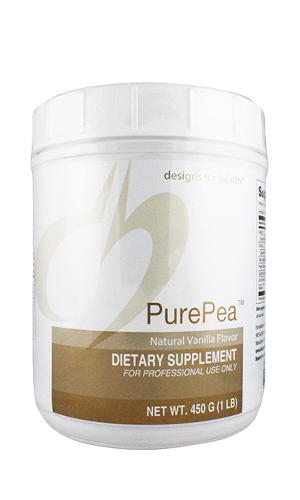 designs for health®
PurePea™
Natural Vanilla Flavor
DIETARY SUPPLEMENT
FOR PROFESSIONAL USE ONLY
NET WT. 450 G (1 LB)